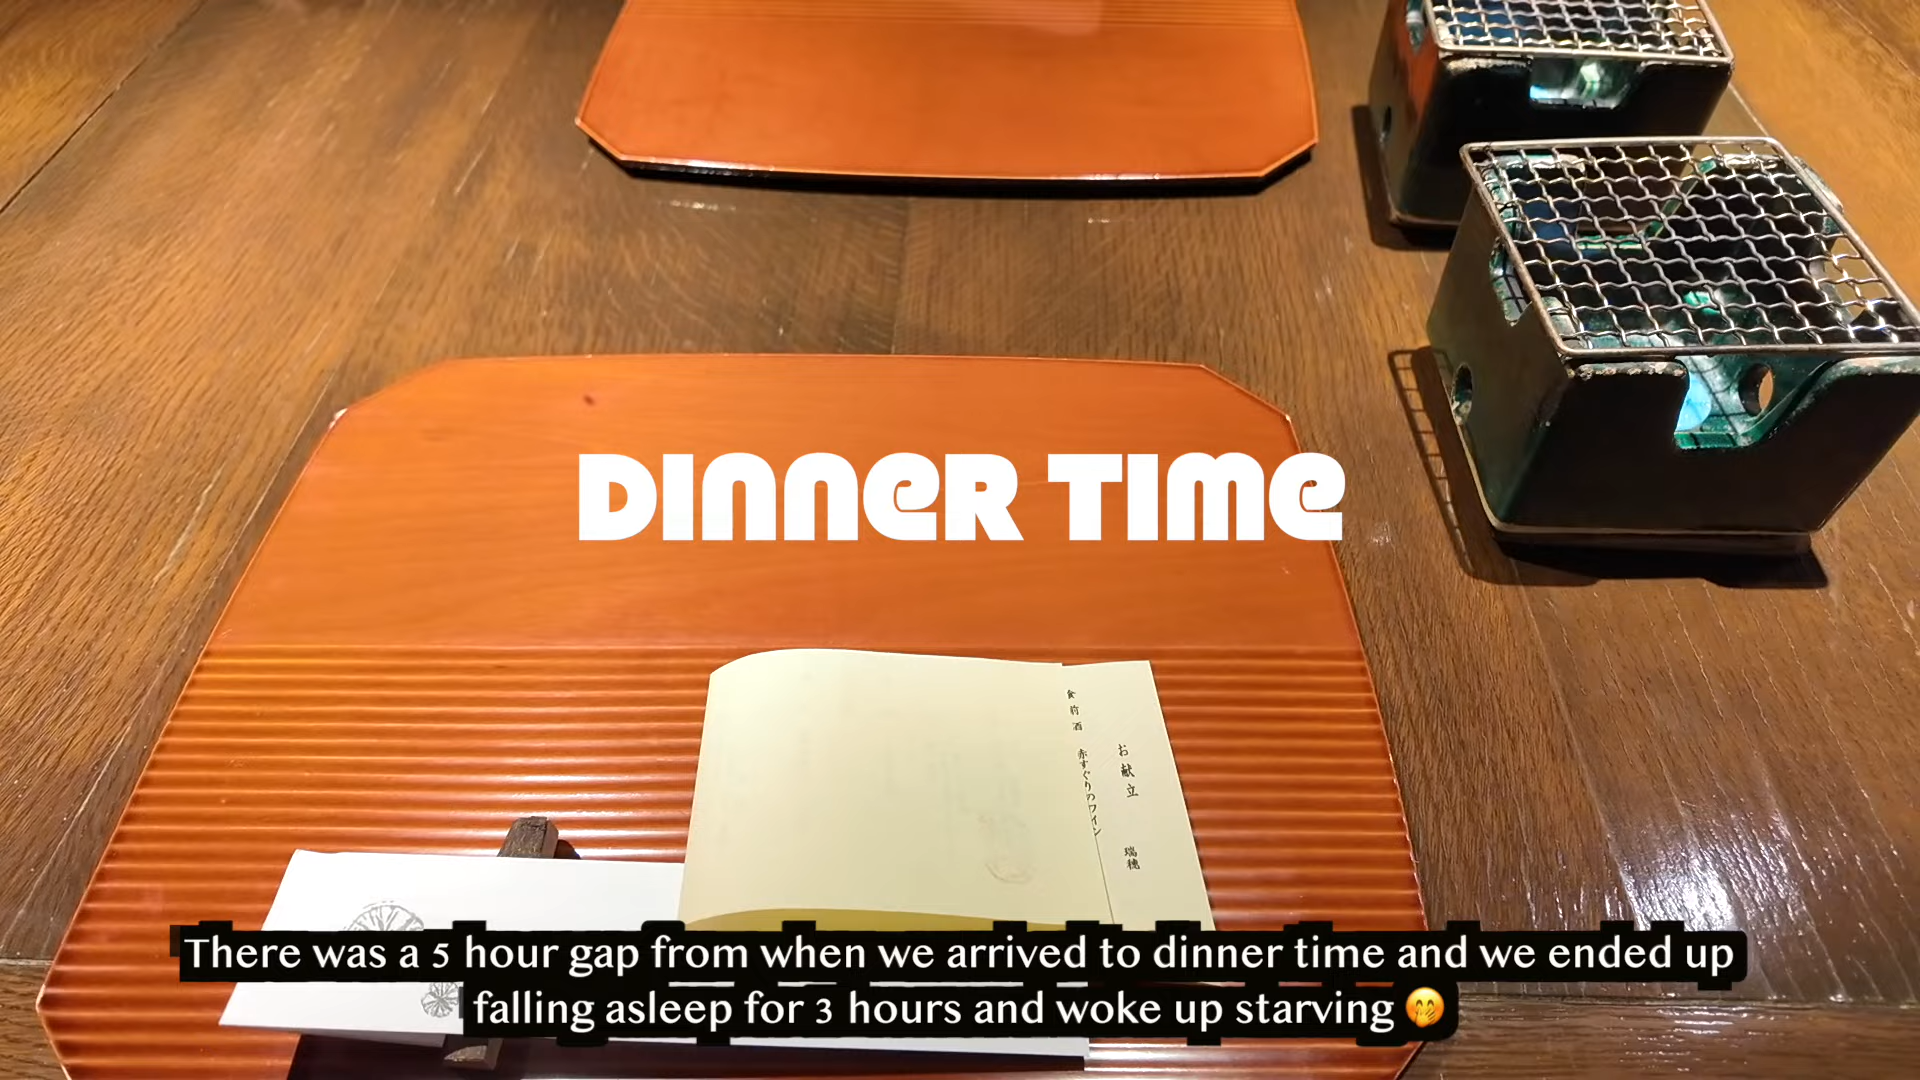 DINNER TIME
お献立 瑞穂
食前酒 赤すぐりのワイン
There was a 5 hour gap from when we arrived to dinner time and we ended up
falling asleep for 3 hours and woke up starving 🤭